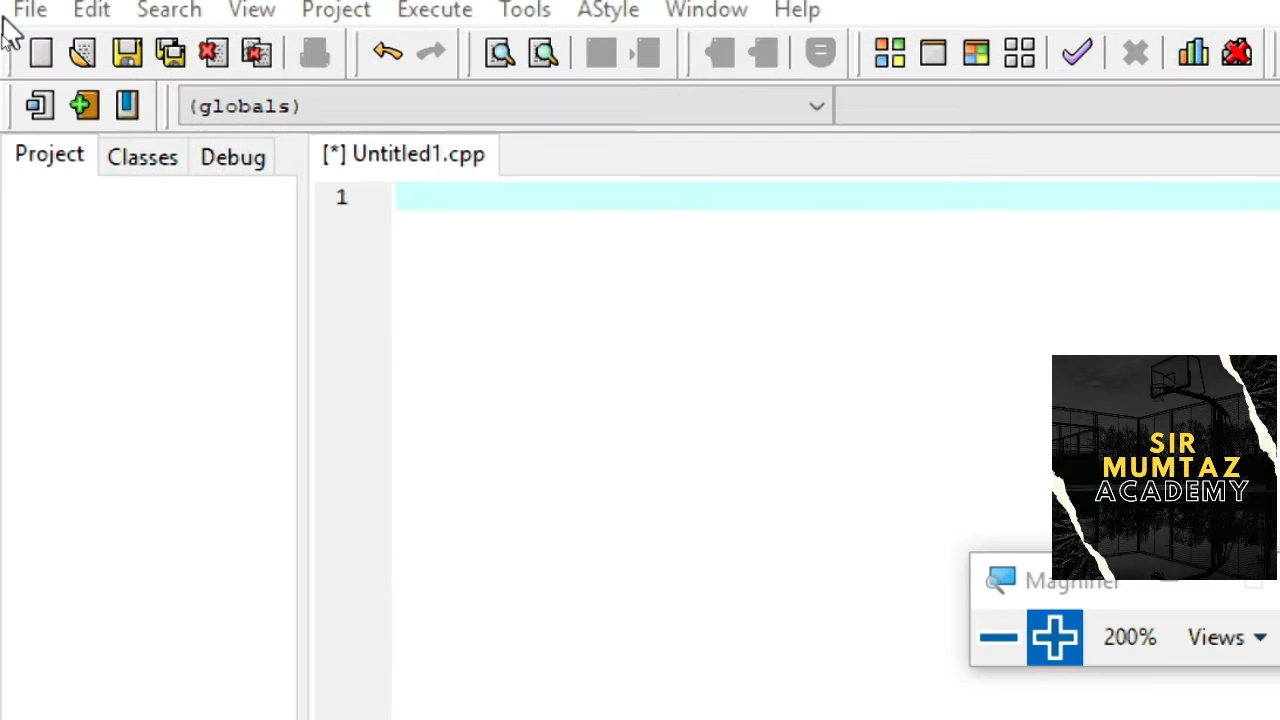 File Edit Search View Project Execute Tools AStyle Window Help
(globals)
Project Classes Debug
[*] Untitled1.cpp
1
SIR
MUMTAZ
ACADEMY
Magnifier
200% Views